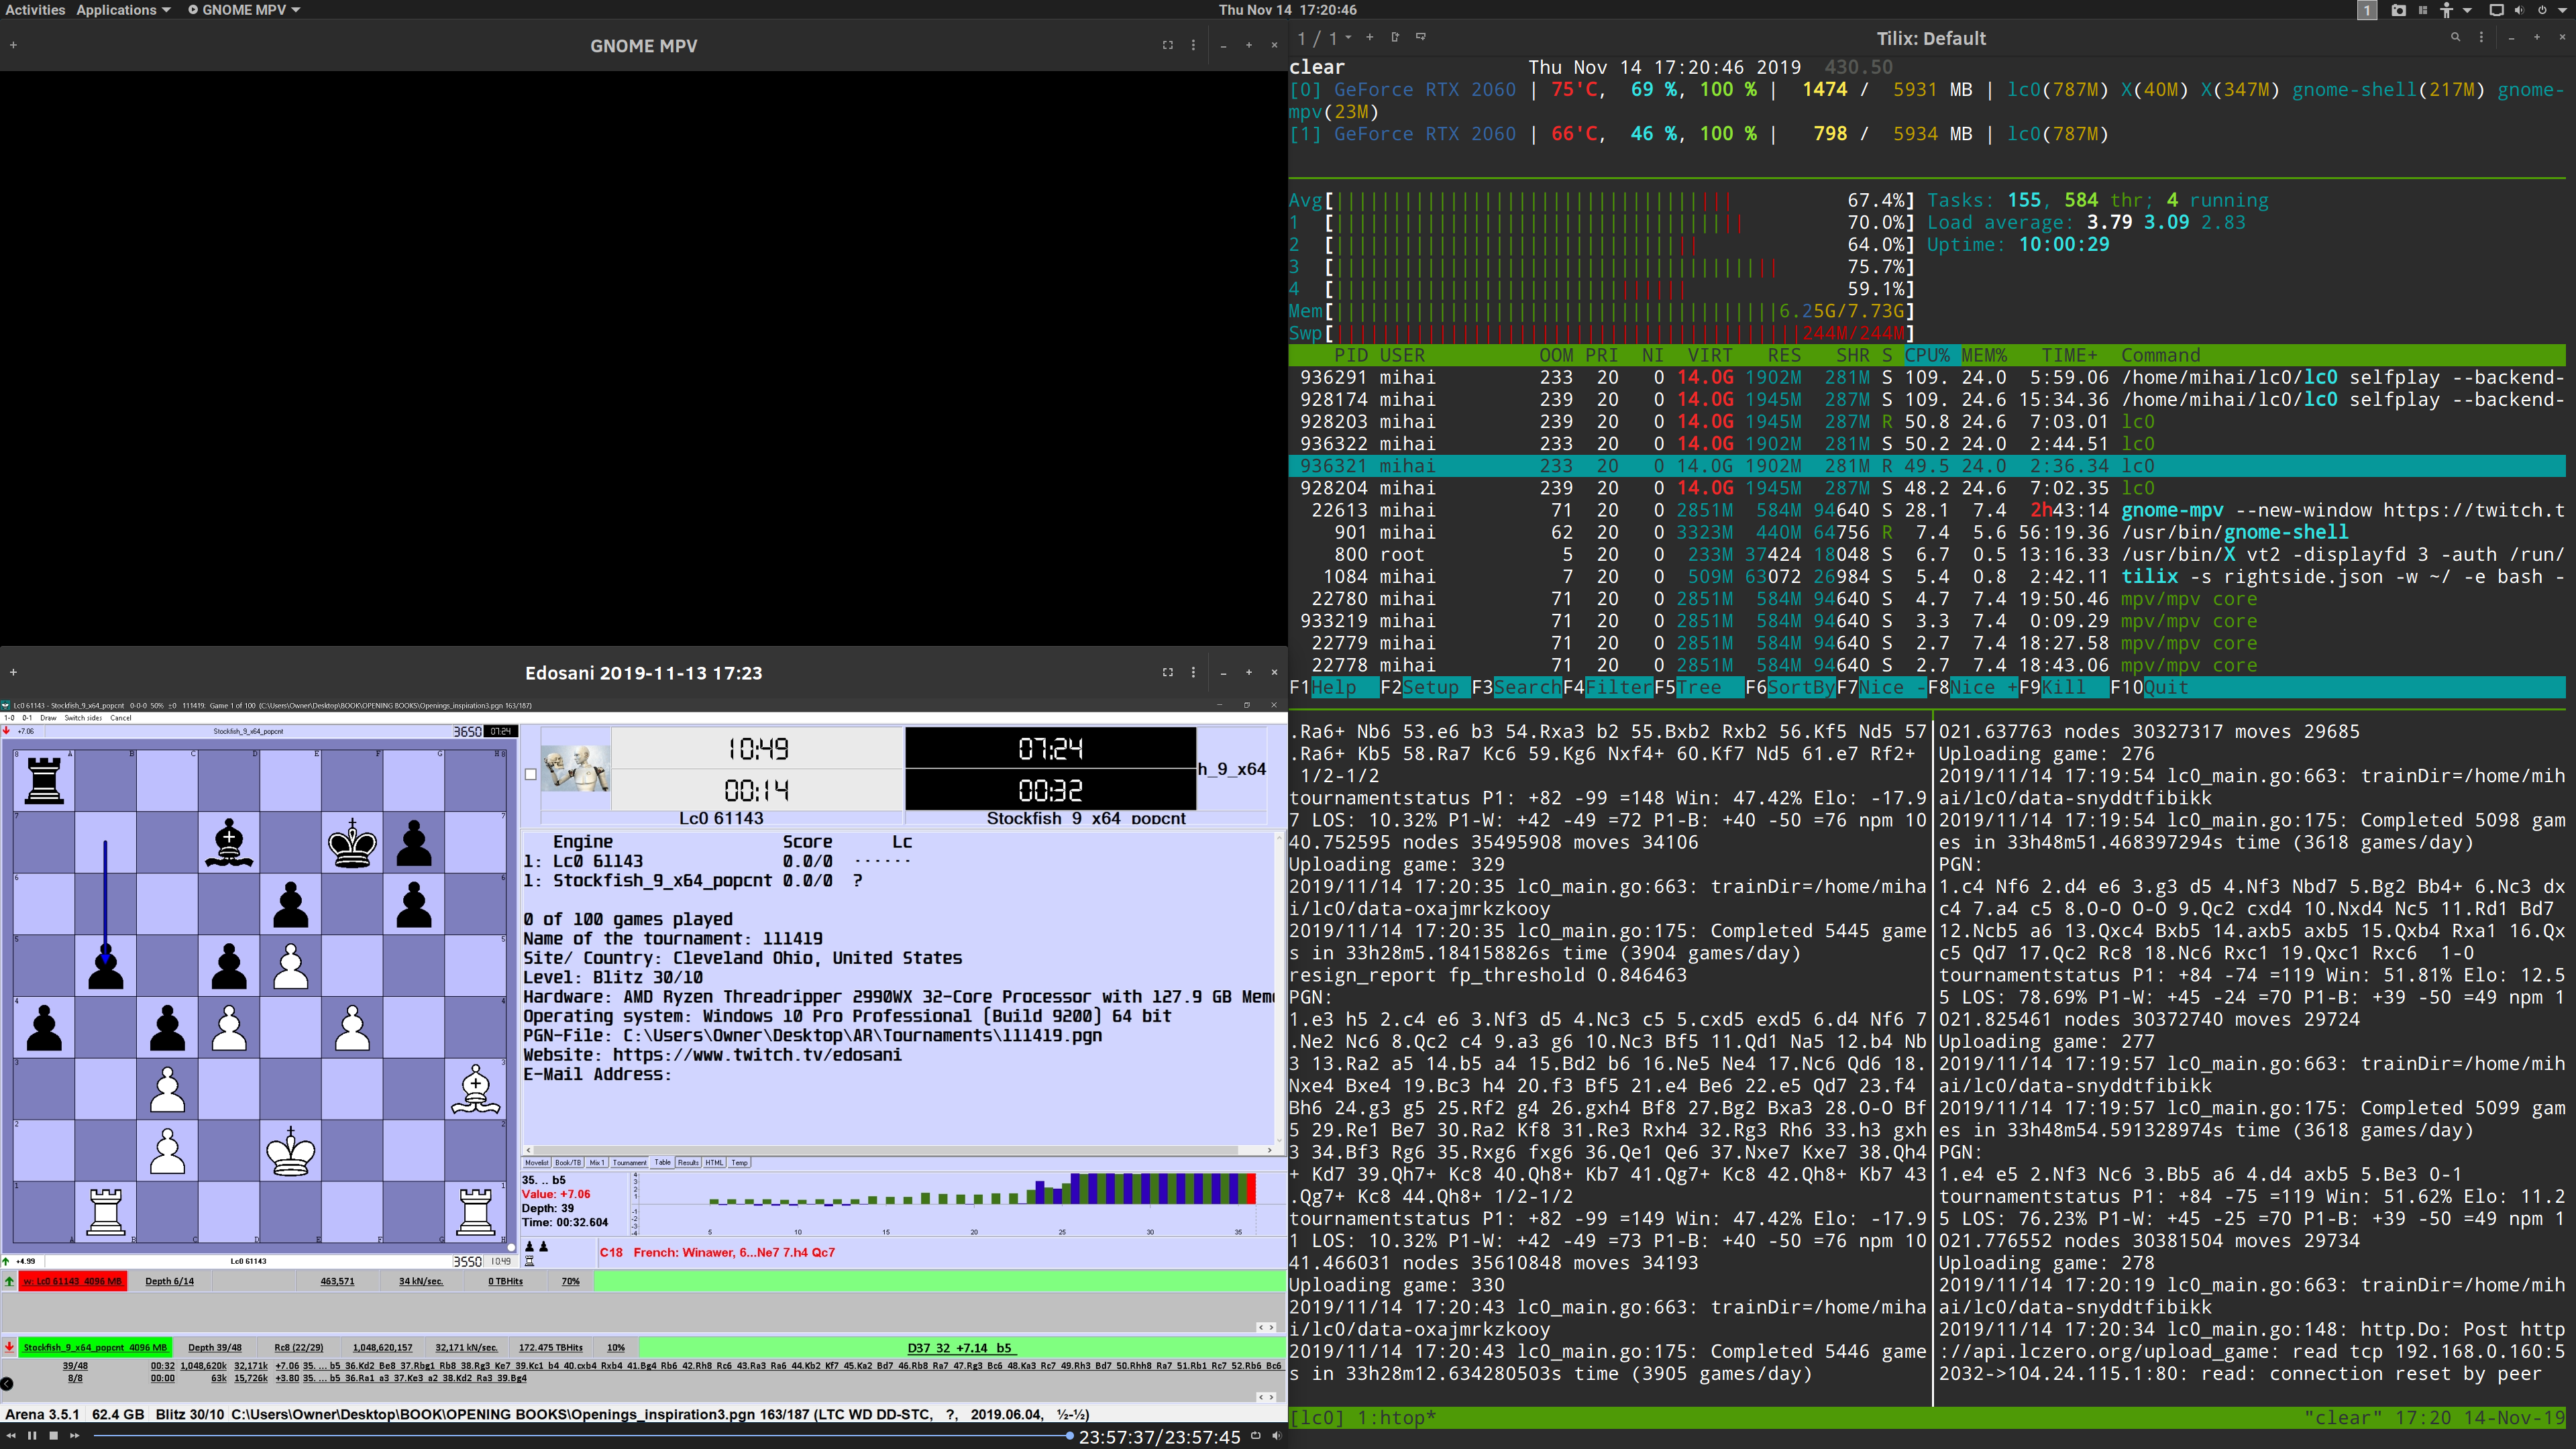 Activities Applications GNOME MPV Thu Nov 14 17:20:46 1
GNOME MPV
1 / 1 Tilix: Default
clear Thu Nov 14 17:20:46 2019 430.50
[0] GeForce RTX 2060 | 75'C, 69 %, 100 % | 1474 / 5931 MB | lc0(787M) X(40M) X(347M) gnome-shell(217M) gnome-
mpv(23M)
[1] GeForce RTX 2060 | 66'C, 46 %, 100 % | 798 / 5934 MB | lc0(787M)
Avg[ 67.4%] Tasks: 155, 584 thr; 4 running
1 [ 70.0%] Load average: 3.79 3.09 2.83
2 [ 64.0%] Uptime: 10:00:29
3 [ 75.7%]
4 [ 59.1%]
Mem[ 6.25G/7.73G]
Swp[ 244M/244M]
PID USER OOM PRI NI VIRT RES SHR S CPU% MEM% TIME+ Command
936291 mihai 233 20 0 14.0G 1902M 281M S 109. 24.0 5:59.06 /home/mihai/lc0/lc0 selfplay --backend-
928174 mihai 239 20 0 14.0G 1945M 287M S 109. 24.6 15:34.36 /home/mihai/lc0/lc0 selfplay --backend-
928203 mihai 239 20 0 14.0G 1945M 287M R 50.8 24.6 7:03.01 lc0
936322 mihai 233 20 0 14.0G 1902M 281M S 50.2 24.0 2:44.51 lc0
936321 mihai 233 20 0 14.0G 1902M 281M R 49.5 24.0 2:36.34 lc0
928204 mihai 239 20 0 14.0G 1945M 287M S 48.2 24.6 7:02.35 lc0
22613 mihai 71 20 0 2851M 584M 94640 S 28.1 7.4 2h43:14 gnome-mpv --new-window https://twitch.t
901 mihai 62 20 0 3323M 440M 64756 R 7.4 5.6 56:19.36 /usr/bin/gnome-shell
800 root 5 20 0 233M 37424 18048 S 6.7 0.5 13:16.33 /usr/bin/X vt2 -displayfd 3 -auth /run/
1084 mihai 7 20 0 509M 63072 26984 S 5.4 0.8 2:42.11 tilix -s rightside.json -w ~/ -e bash -
22780 mihai 71 20 0 2851M 584M 94640 S 4.7 7.4 19:50.46 mpv/mpv core
933219 mihai 71 20 0 2851M 584M 94640 S 3.3 7.4 0:09.29 mpv/mpv core
22779 mihai 71 20 0 2851M 584M 94640 S 2.7 7.4 18:27.58 mpv/mpv core
22778 mihai 71 20 0 2851M 584M 94640 S 2.7 7.4 18:43.06 mpv/mpv core
F1Help F2Setup F3SearchF4FilterF5Tree F6SortByF7Nice -F8Nice +F9Kill F10Quit
.Ra6+ Nb6 53.e6 b3 54.Rxa3 b2 55.Bxb2 Rxb2 56.Kf5 Nd5 57
.Ra6+ Kb5 58.Ra7 Kc6 59.Kg6 Nxf4+ 60.Kf7 Nd5 61.e7 Rf2+
1/2-1/2
tournamentstatus P1: +82 -99 =148 Win: 47.42% Elo: -17.9
7 LOS: 10.32% P1-W: +42 -49 =72 P1-B: +40 -50 =76 npm 10
40.752595 nodes 35495908 moves 34106
Uploading game: 329
2019/11/14 17:20:35 lc0_main.go:663: trainDir=/home/miha
i/lc0/data-oxajmrkzkooy
2019/11/14 17:20:35 lc0_main.go:175: Completed 5445 game
s in 33h28m5.184158826s time (3904 games/day)
resign_report fp_threshold 0.846463
PGN:
1.e3 h5 2.c4 e6 3.Nf3 d5 4.Nc3 c5 5.cxd5 exd5 6.d4 Nf6 7
.Ne2 Nc6 8.Qc2 c4 9.a3 g6 10.Nc3 Bf5 11.Qd1 Na5 12.b4 Nb
3 13.Ra2 a5 14.b5 a4 15.Bd2 b6 16.Ne5 Ne4 17.Nc6 Qd6 18.
Nxe4 Bxe4 19.Bc3 h4 20.f3 Bf5 21.e4 Be6 22.e5 Qd7 23.f4
Bh6 24.g3 g5 25.Rf2 g4 26.gxh4 Bf8 27.Bg2 Bxa3 28.O-O Bf
5 29.Re1 Be7 30.Ra2 Kf8 31.Re3 Rxh4 32.Rg3 Rh6 33.h3 gxh
3 34.Bf3 Rg6 35.Rxg6 fxg6 36.Qe1 Qe6 37.Nxe7 Kxe7 38.Qh4
+ Kd7 39.Qh7+ Kc8 40.Qh8+ Kb7 41.Qg7+ Kc8 42.Qh8+ Kb7 43
.Qg7+ Kc8 44.Qh8+ 1/2-1/2
tournamentstatus P1: +82 -99 =149 Win: 47.42% Elo: -17.9
1 LOS: 10.32% P1-W: +42 -49 =73 P1-B: +40 -50 =76 npm 10
41.466031 nodes 35610848 moves 34193
Uploading game: 330
2019/11/14 17:20:43 lc0_main.go:663: trainDir=/home/miha
i/lc0/data-oxajmrkzkooy
2019/11/14 17:20:43 lc0_main.go:175: Completed 5446 game
s in 33h28m12.634280503s time (3905 games/day)
021.637763 nodes 30327317 moves 29685
Uploading game: 276
2019/11/14 17:19:54 lc0_main.go:663: trainDir=/home/mih
ai/lc0/data-snyddtfibikk
2019/11/14 17:19:54 lc0_main.go:175: Completed 5098 gam
es in 33h48m51.468397294s time (3618 games/day)
PGN:
1.c4 Nf6 2.d4 e6 3.g3 d5 4.Nf3 Nbd7 5.Bg2 Bb4+ 6.Nc3 dx
c4 7.a4 c5 8.O-O O-O 9.Qc2 cxd4 10.Nxd4 Nc5 11.Rd1 Bd7
12.Ncb5 a6 13.Qxc4 Bxb5 14.axb5 axb5 15.Qxb4 Rxa1 16.Qx
c5 Qd7 17.Qc2 Rc8 18.Nc6 Rxc1 19.Qxc1 Rxc6 1-0
tournamentstatus P1: +84 -74 =119 Win: 51.81% Elo: 12.5
5 LOS: 78.69% P1-W: +45 -24 =70 P1-B: +39 -50 =49 npm 1
021.825461 nodes 30372740 moves 29724
Uploading game: 277
2019/11/14 17:19:57 lc0_main.go:663: trainDir=/home/mih
ai/lc0/data-snyddtfibikk
2019/11/14 17:19:57 lc0_main.go:175: Completed 5099 gam
es in 33h48m54.591328974s time (3618 games/day)
PGN:
1.e4 e5 2.Nf3 Nc6 3.Bb5 a6 4.d4 axb5 5.Be3 0-1
tournamentstatus P1: +84 -75 =119 Win: 51.62% Elo: 11.2
5 LOS: 76.23% P1-W: +45 -25 =70 P1-B: +39 -50 =49 npm 1
021.776552 nodes 30381504 moves 29734
Uploading game: 278
2019/11/14 17:20:19 lc0_main.go:663: trainDir=/home/mih
ai/lc0/data-snyddtfibikk
2019/11/14 17:20:34 lc0_main.go:148: http.Do: Post http
://api.lczero.org/upload_game: read tcp 192.168.0.160:5
2032->104.24.115.1:80: read: connection reset by peer
[lc0] 1:htop* "clear" 17:20 14-Nov-19
Edosani 2019-11-13 17:23
Lc0 61143 - Stockfish_9_x64_popcnt 0-0-0 50% ±0 111419: Game 1 of 100 (C:\Users\Owner\Desktop\BOOK\OPENING BOOKS\Openings_inspiration3.pgn 163/187)
1-0 0-1 Draw Switch sides Cancel
+7.06 Stockfish_9_x64_popcnt 3650 07:24
10:49 07:24 h_9_x64
00:14 00:32
Lc0 61143 Stockfish_9_x64_popcnt
Engine Score Lc
1: Lc0 61143 0.0/0 ······
1: Stockfish_9_x64_popcnt 0.0/0 ?
0 of 100 games played
Name of the tournament: 111419
Site/ Country: Cleveland Ohio, United States
Level: Blitz 30/10
Hardware: AMD Ryzen Threadripper 2990WX 32-Core Processor with 127.9 GB Mem
Operating system: Windows 10 Pro Professional (Build 9200) 64 bit
PGN-File: C:\Users\Owner\Desktop\AR\Tournaments\111419.pgn
Website: https://www.twitch.tv/edosani
E-Mail Address:
Movelist Book/TB Mix 1 Tournament Table Results HTML Temp
35. .. b5
Value: +7.06
Depth: 39
Time: 00:32.604
5 10 15 20 25 30 35
C18 French: Winawer, 6...Ne7 7.h4 Qc7
+4.99 Lc0 61143 3550 10:49
w: Lc0 61143 4096 MB Depth 6/14 463,571 34 kN/sec. 0 TBHits 70%
Stockfish_9_x64_popcnt 4096 MB Depth 39/48 Rc8 (22/29) 1,048,620,157 32,171 kN/sec. 172.475 TBHits 10% D37 32 +7.14 b5
39/48 00:32 1,048,620k 32,171k +7.06 35. ... b5 36.Kd2 Be8 37.Rbg1 Rb8 38.Rg3 Ke7 39.Kc1 b4 40.cxb4 Rxb4 41.Bg4 Rb6 42.Rh8 Rc6 43.Ra3 Ra6 44.Kb2 Kf7 45.Ka2 Bd7 46.Rb8 Ra7 47.Rg3 Bc6 48.Ka3 Rc7 49.Rh3 Bd7 50.Rhh8 Ra7 51.Rb1 Rc7 52.Rb6 Bc6
8/8 00:00 63k 15,726k +3.80 35. ... b5 36.Ra1 a3 37.Ke3 a2 38.Kd2 Ra3 39.Bg4
Arena 3.5.1 62.4 GB Blitz 30/10 C:\Users\Owner\Desktop\BOOK\OPENING BOOKS\Openings_inspiration3.pgn 163/187 (LTC WD DD-STC, ?, 2019.06.04, ½-½)
23:57:37/23:57:45